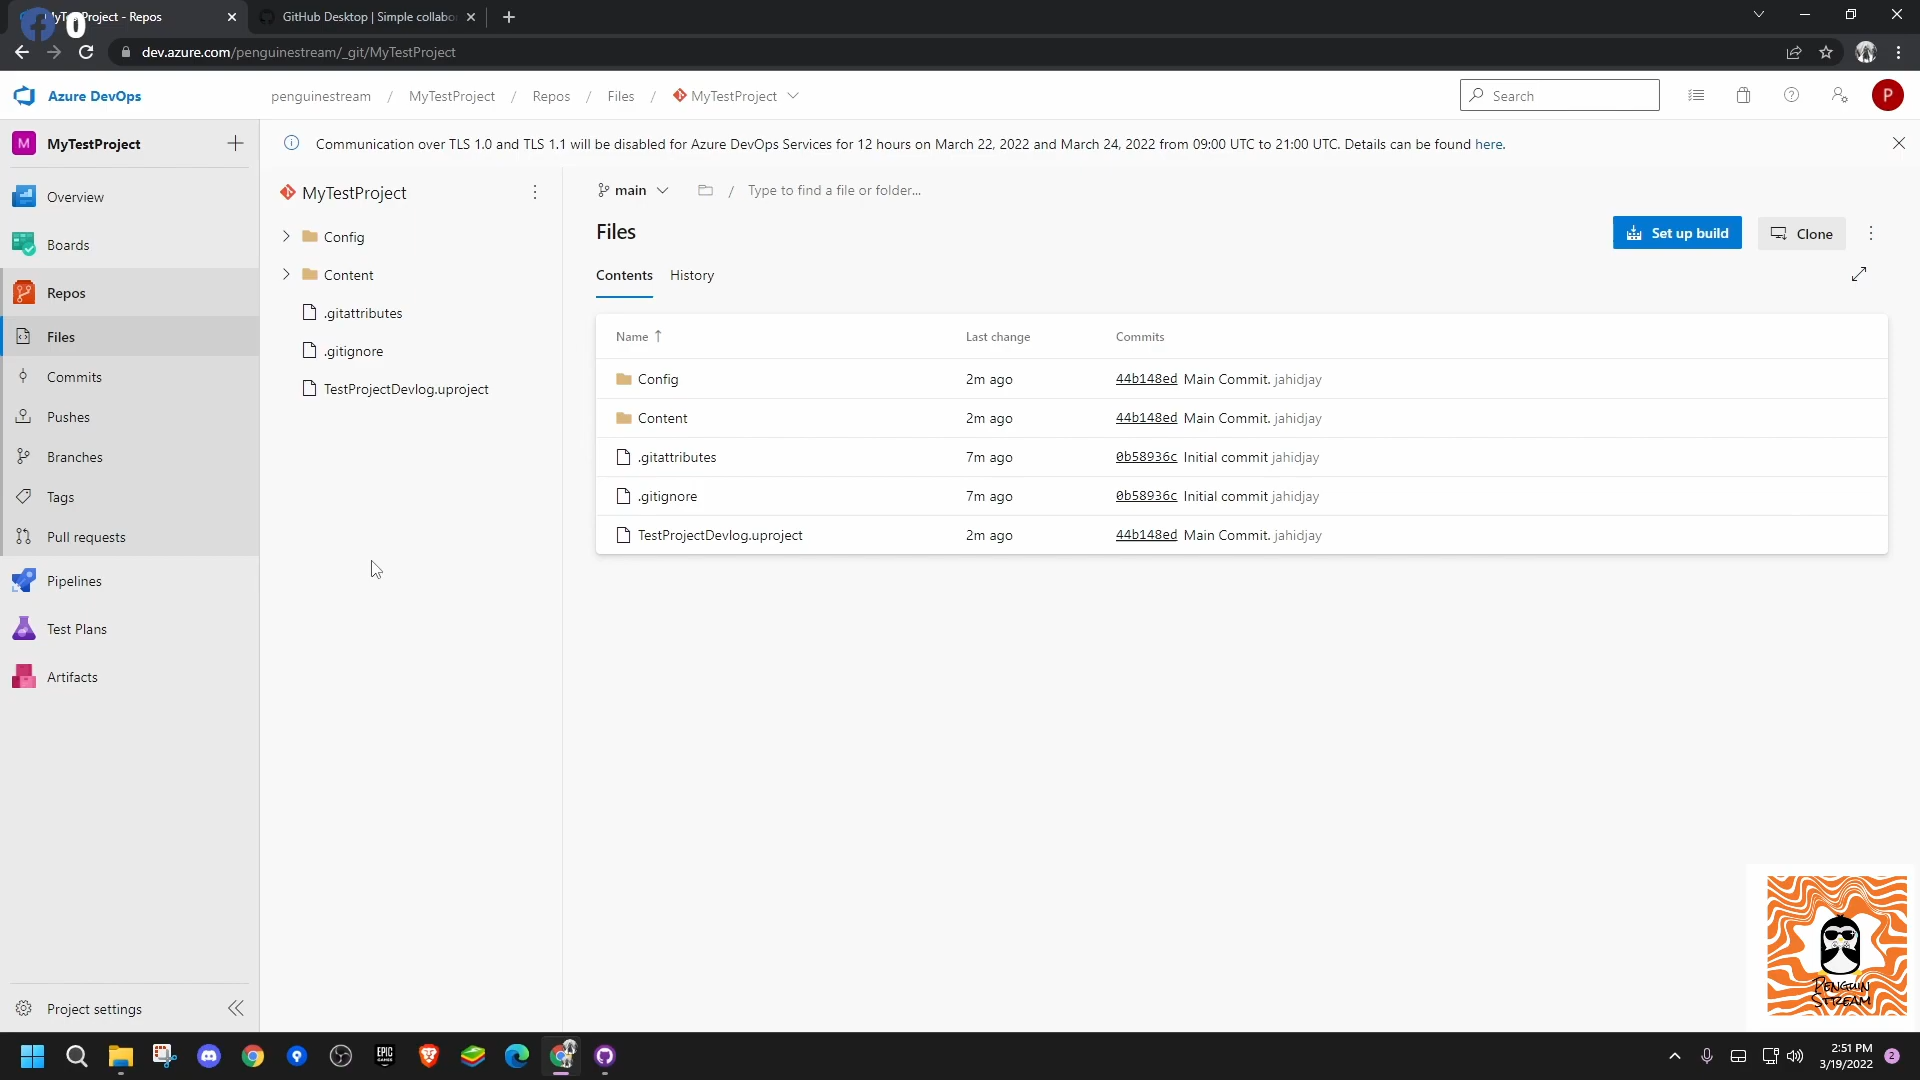 MyTestProject - Repos
GitHub Desktop | Simple collabor
0
dev.azure.com/penguinestream/_git/MyTestProject
Azure DevOps
penguinestream / MyTestProject / Repos / Files / MyTestProject
Search
P
M MyTestProject
Communication over TLS 1.0 and TLS 1.1 will be disabled for Azure DevOps Services for 12 hours on March 22, 2022 and March 24, 2022 from 09:00 UTC to 21:00 UTC. Details can be found here.
Overview
Boards
Repos
Files
Commits
Pushes
Branches
Tags
Pull requests
Pipelines
Test Plans
Artifacts
Project settings
MyTestProject
Config
Content
.gitattributes
.gitignore
TestProjectDevlog.uproject
main / Type to find a file or folder...
Files
Set up build
Clone
Contents History
Name Last change Commits
Config 2m ago 44b148ed Main Commit. jahidjay
Content 2m ago 44b148ed Main Commit. jahidjay
.gitattributes 7m ago 0b58936c Initial commit jahidjay
.gitignore 7m ago 0b58936c Initial commit jahidjay
TestProjectDevlog.uproject 2m ago 44b148ed Main Commit. jahidjay
PENGUIN
STREAM
EPIC
GAMES
2:51 PM
3/19/2022
2